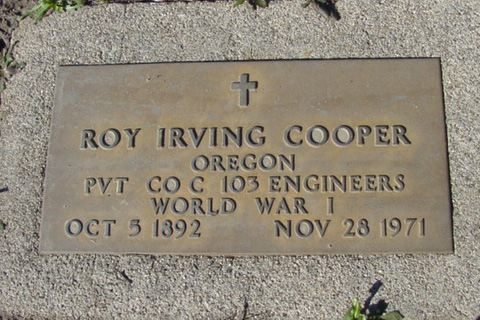 ROY IRVING COOPER
OREGON
PVT CO C 103 ENGINEERS
WORLD WAR I
OCT 5 1892 NOV 28 1971